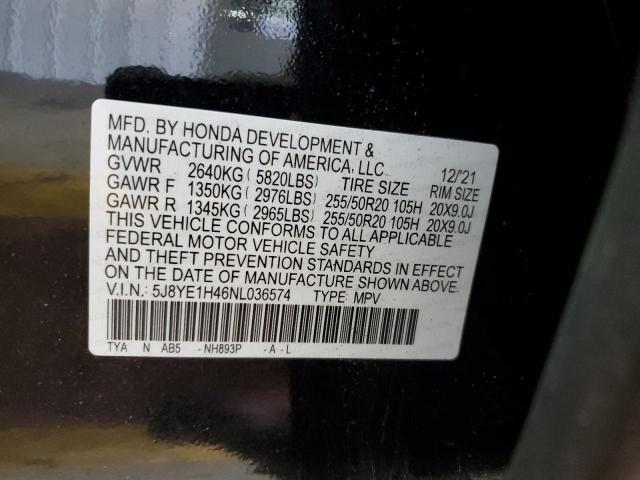 MFD. BY HONDA DEVELOPMENT &
MANUFACTURING OF AMERICA, LLC 12/'21
GVWR 2640KG( 5820LBS) TIRE SIZE RIM SIZE
GAWR F 1350KG( 2976LBS) 255/50R20 105H 20X9.0J
GAWR R 1345KG( 2965LBS) 255/50R20 105H 20X9.0J
THIS VEHICLE CONFORMS TO ALL APPLICABLE
FEDERAL MOTOR VEHICLE SAFETY
AND THEFT PREVENTION STANDARDS IN EFFECT
ON THE DATE OF MANUFACTURE SHOWN ABOVE.
V.I.N.: 5J8YE1H46NL036574 TYPE: MPV
TYA N AB5 -NH893P -A-L